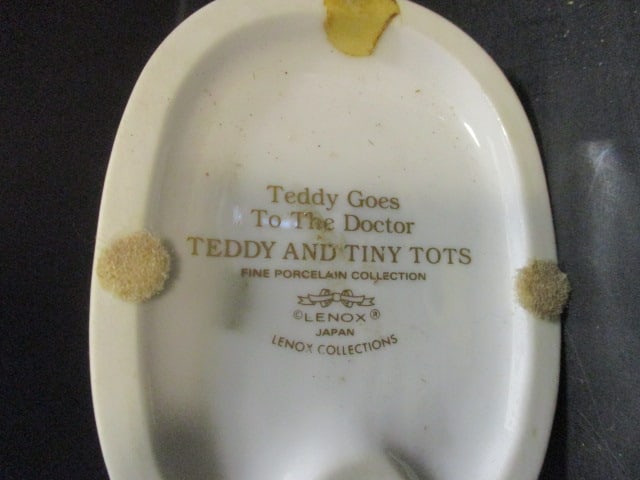 Teddy Goes
To The Doctor
TEDDY AND TINY TOTS
FINE PORCELAIN COLLECTION
©LENOX®
JAPAN
LENOX COLLECTIONS